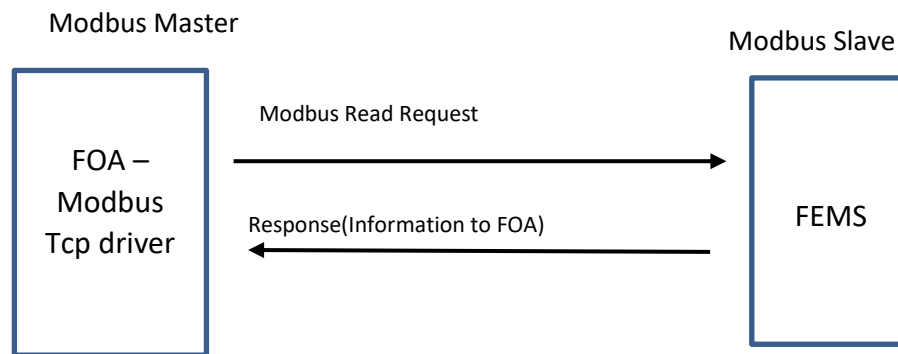 Modbus Master
Modbus Slave
Modbus Read Request
FOA –
Modbus
Tcp driver
Response(Information to FOA)
FEMS